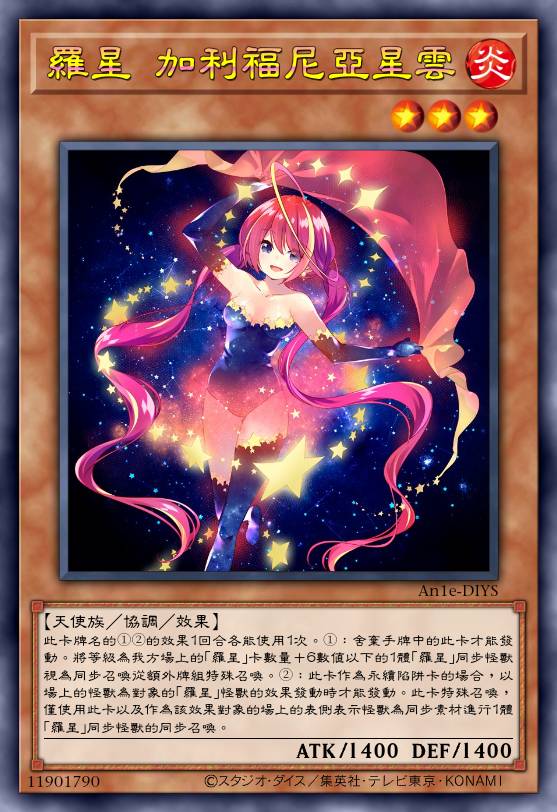 羅星 加利福尼亞星雲
炎
An1e-DIYS
【天使族／協調／效果】
此卡牌名的①②的效果1回合各能使用1次。①：舍棄手牌中的此卡才能發
動。將等級為我方場上的「羅星」卡數量＋6數值以下的1體「羅星」同步怪獸
視為同步召喚從額外牌組特殊召喚。②：此卡作為永續陷阱卡的場合，以
場上的怪獸為對象的「羅星」怪獸的效果發動時才能發動。此卡特殊召喚，
僅使用此卡以及作為該效果對象的場上的表側表示怪獸為同步素材進行1體
「羅星」同步怪獸的同步召喚。
ATK/1400 DEF/1400
11901790 ©スタジオ・ダイス／集英社・テレビ東京・KONAMI